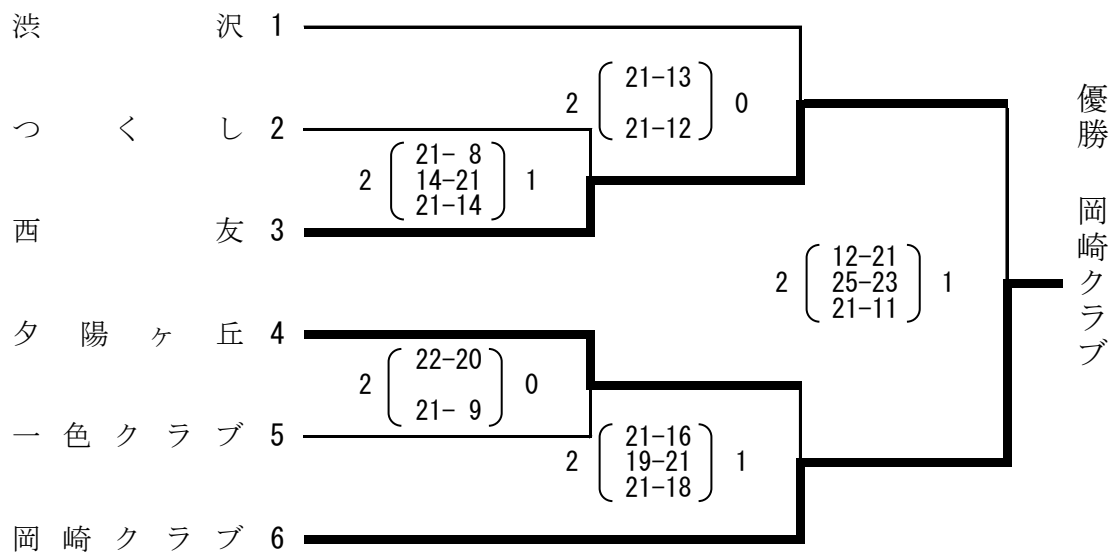 渋沢 1
2 21-13 0
21-12
つくし 2
2 21- 8 1
14-21
21-14
西友 3
2 12-21 1
25-23
21-11
夕陽ヶ丘 4
2 22-20 0
21- 9
一色クラブ 5
2 21-16 1
19-21
21-18
岡崎クラブ 6
優勝 岡崎クラブ